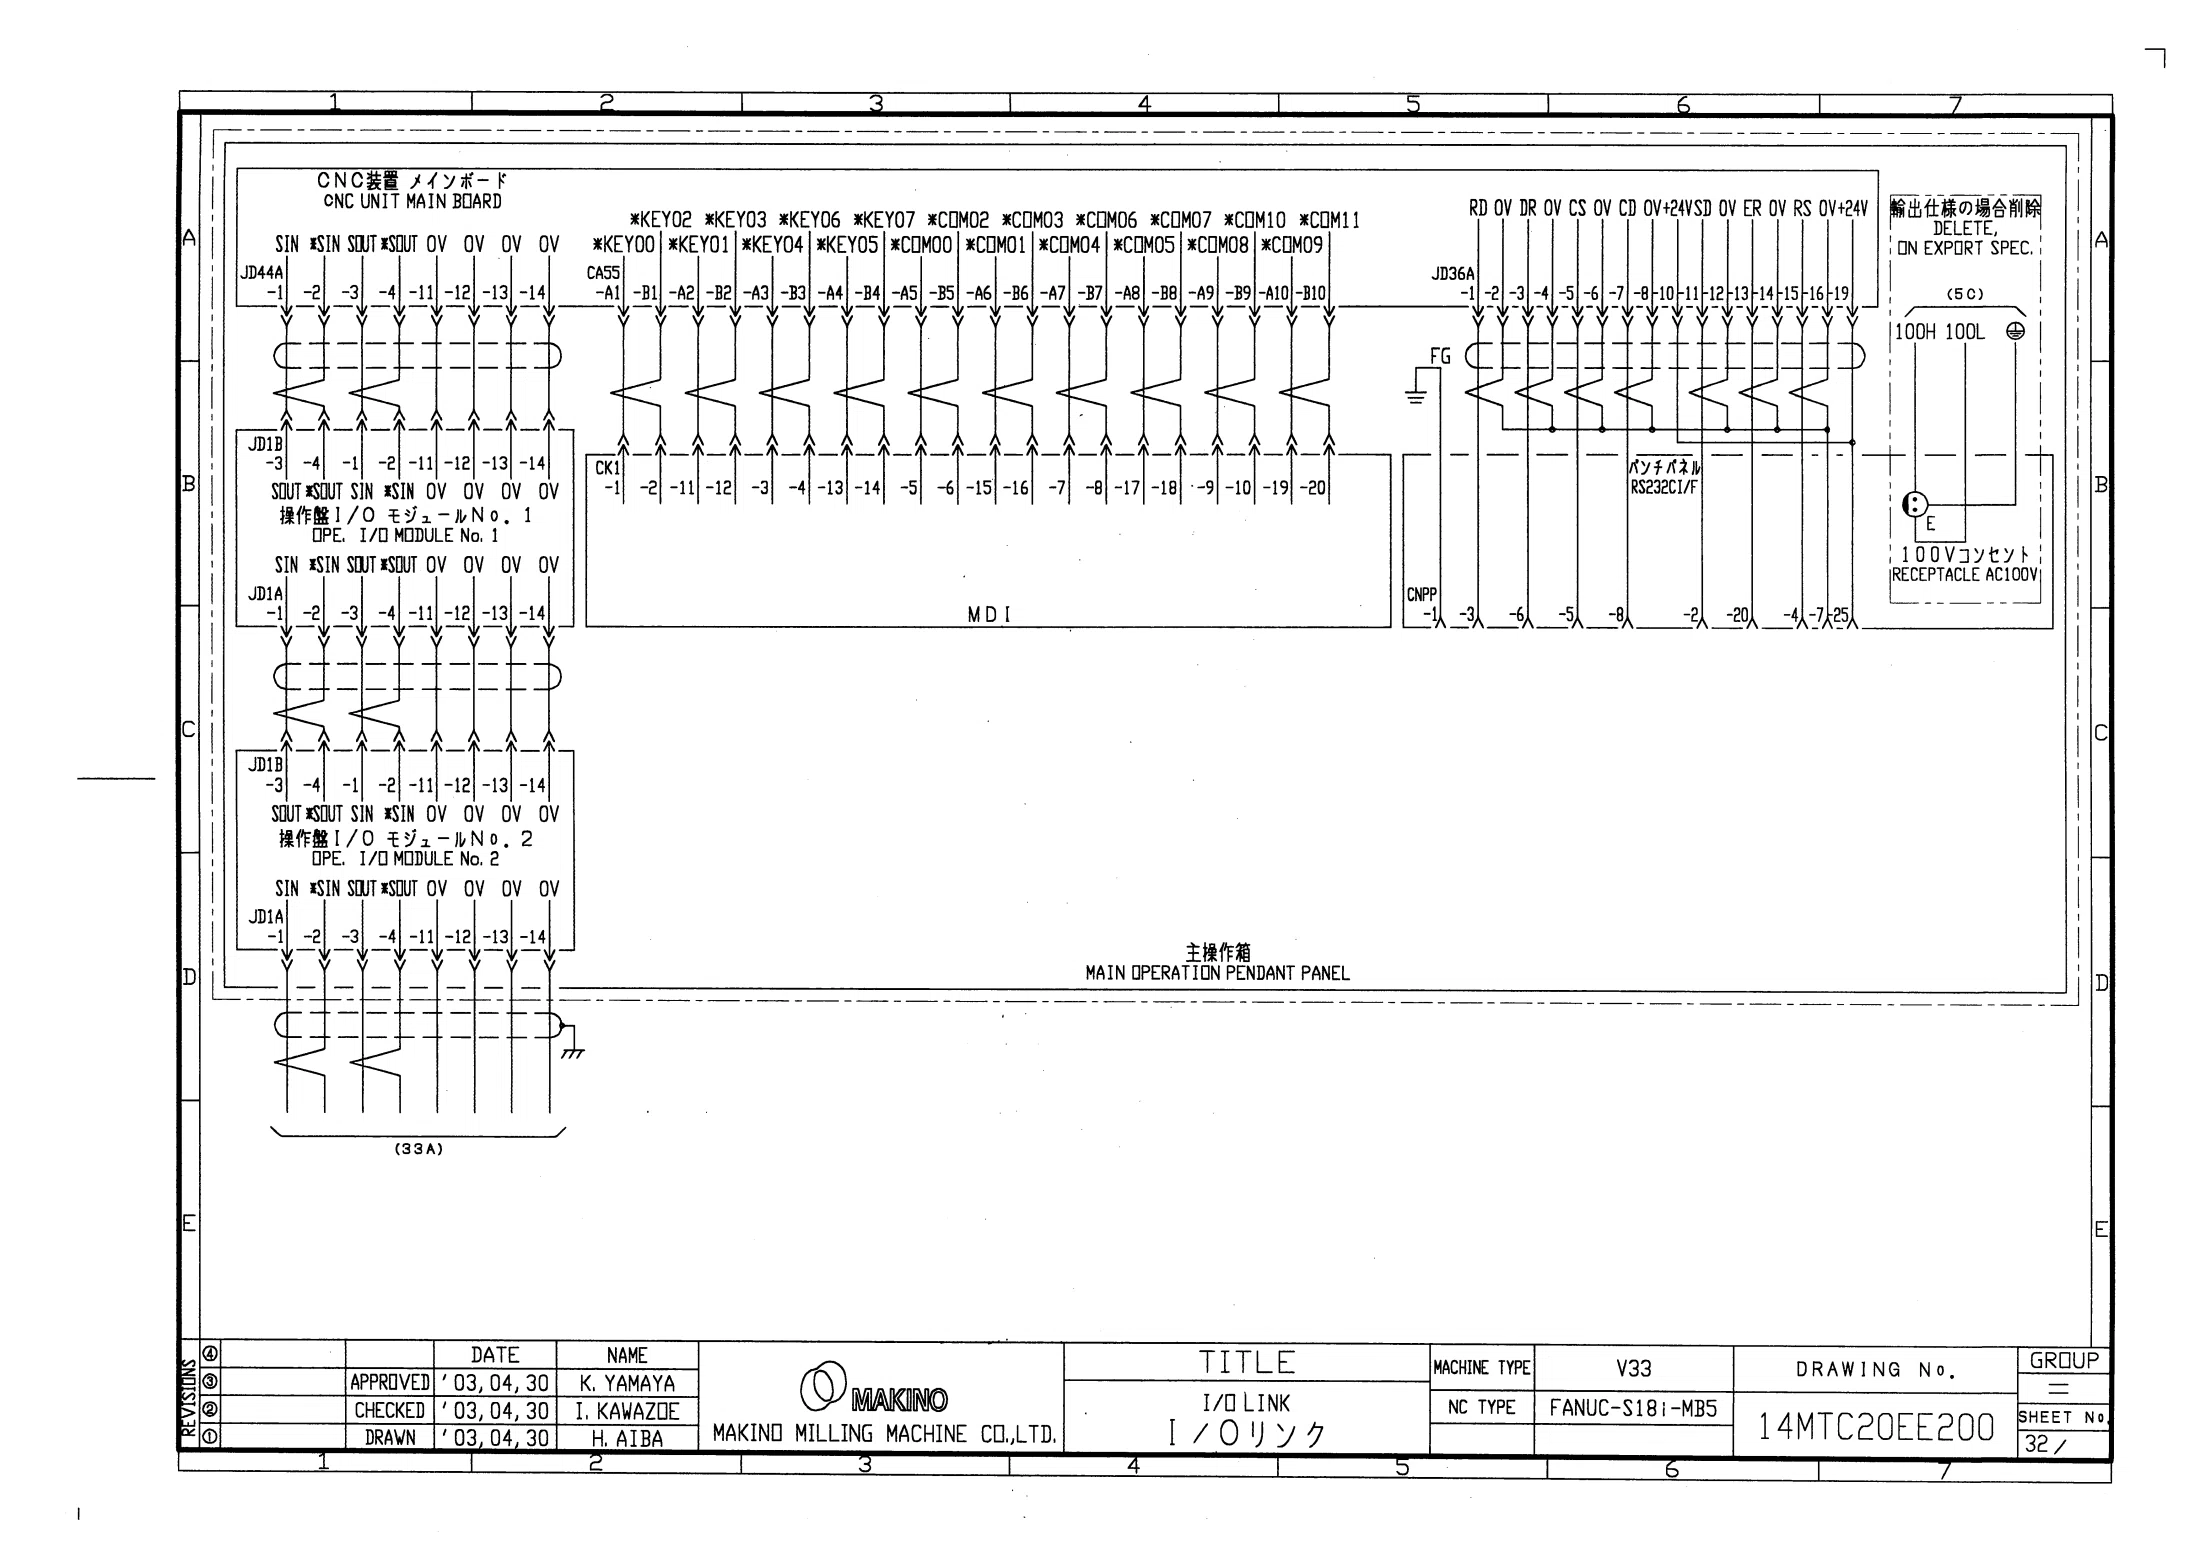 1 2 3 4 5 6 7
A
B
C
D
E
A
B
C
D
E
CNC装置 メインボード
CNC UNIT MAIN BOARD
SIN *SIN SOUT *SOUT 0V 0V 0V 0V
JD44A
-1 -2 -3 -4 -11 -12 -13 -14
JD1B
-3 -4 -1 -2 -11 -12 -13 -14
SOUT *SOUT SIN *SIN 0V 0V 0V 0V
操作盤I/O モジュールNo. 1
OPE. I/O MODULE No. 1
SIN *SIN SOUT *SOUT 0V 0V 0V 0V
JD1A
-1 -2 -3 -4 -11 -12 -13 -14
JD1B
-3 -4 -1 -2 -11 -12 -13 -14
SOUT *SOUT SIN *SIN 0V 0V 0V 0V
操作盤I/O モジュールNo. 2
OPE. I/O MODULE No. 2
SIN *SIN SOUT *SOUT 0V 0V 0V 0V
JD1A
-1 -2 -3 -4 -11 -12 -13 -14
(33A)
*KEY02 *KEY03 *KEY06 *KEY07 *COM02 *COM03 *COM06 *COM07 *COM10 *COM11
*KEY00 *KEY01 *KEY04 *KEY05 *COM00 *COM01 *COM04 *COM05 *COM08 *COM09
CA55
-A1 -B1 -A2 -B2 -A3 -B3 -A4 -B4 -A5 -B5 -A6 -B6 -A7 -B7 -A8 -B8 -A9 -B9 -A10 -B10
CK1
-1 -2 -11 -12 -3 -4 -13 -14 -5 -6 -15 -16 -7 -8 -17 -18 -9 -10 -19 -20
MDI
RD 0V DR 0V CS 0V CD 0V +24V SD 0V ER 0V RS 0V +24V
JD36A
-1 -2 -3 -4 -5 -6 -7 -8 -10 -11 -12 -13 -14 -15 -16 -19
FG
パンチパネル
RS232CI/F
CNPP
-1 -3 -6 -5 -8 -2 -20 -4 -7 -25
輸出仕様の場合削除
DELETE,
ON EXPORT SPEC.
(5C)
100H 100L
E
100Vコンセント
RECEPTACLE AC100V
主操作箱
MAIN OPERATION PENDANT PANEL
REVISIONS
④
③
②
①
DATE NAME
APPROVED '03,04,30 K. YAMAYA
CHECKED '03,04,30 I. KAWAZOE
DRAWN '03,04,30 H. AIBA
MAKINO
MAKINO MILLING MACHINE CO.,LTD.
TITLE
I/O LINK
I/Oリンク
MACHINE TYPE V33
NC TYPE FANUC-S18i-MB5
DRAWING No.
14MTC20EE200
GROUP
=
SHEET No.
32/
1 2 3 4 5 6 7